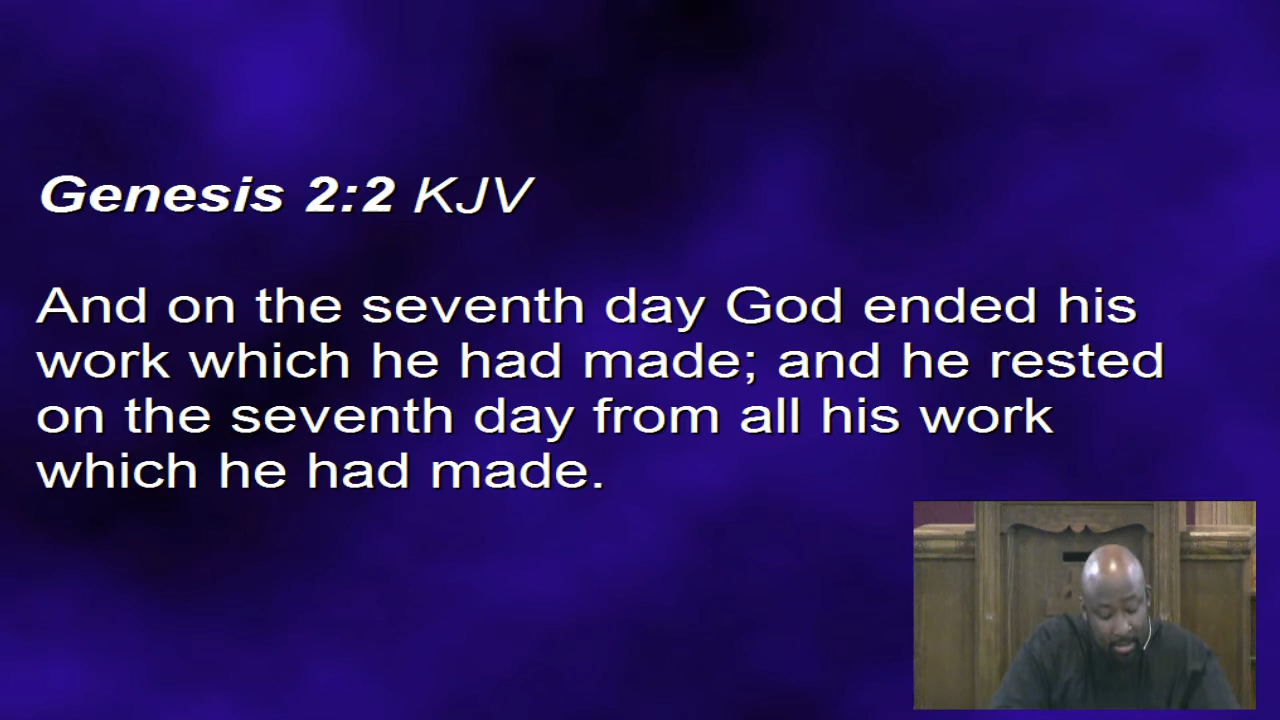 Genesis 2:2 KJV
And on the seventh day God ended his
work which he had made; and he rested
on the seventh day from all his work
which he had made.